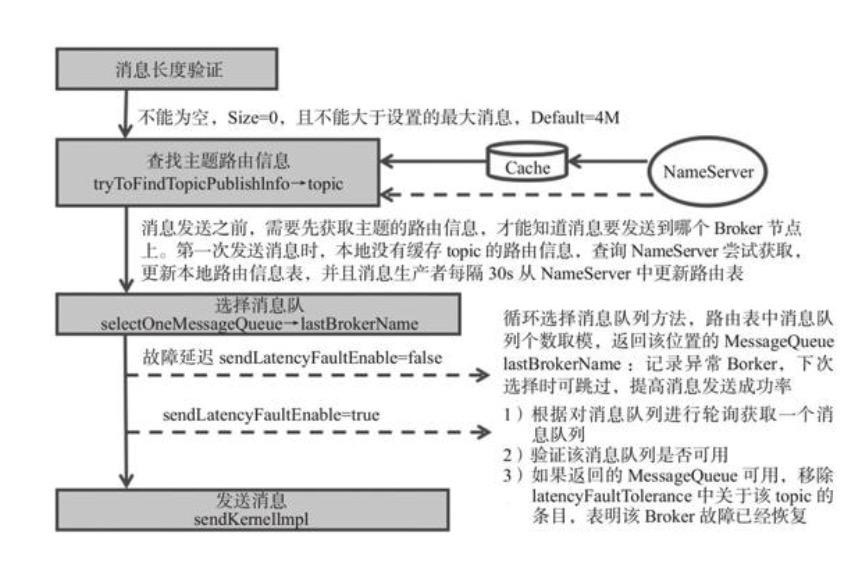 消息长度验证
不能为空，Size=0，且不能大于设置的最大消息，Default=4M
查找主题路由信息
tryToFindTopicPublishInfo→topic
Cache
NameServer
消息发送之前，需要先获取主题的路由信息，才能知道消息要发送到哪个 Broker 节点
上。第一次发送消息时，本地没有缓存 topic 的路由信息，查询 NameServer 尝试获取，
更新本地路由信息表，并且消息生产者每隔 30s 从 NameServer 中更新路由表
选择消息队
selectOneMessageQueue→lastBrokerName
故障延迟 sendLatencyFaultEnable=false
循环选择消息队列方法，路由表中消息队
列个数取模，返回该位置的 MessageQueue
lastBrokerName：记录异常 Borker，下次
选择时可跳过，提高消息发送成功率
sendLatencyFaultEnable=true
1）根据对消息队列进行轮询获取一个消
息队列
2）验证该消息队列是否可用
3）如果返回的 MessageQueue 可用，移除
latencyFaultTolerance 中关于该 topic 的
条目，表明该 Broker 故障已经恢复
发送消息
sendKernellmpl